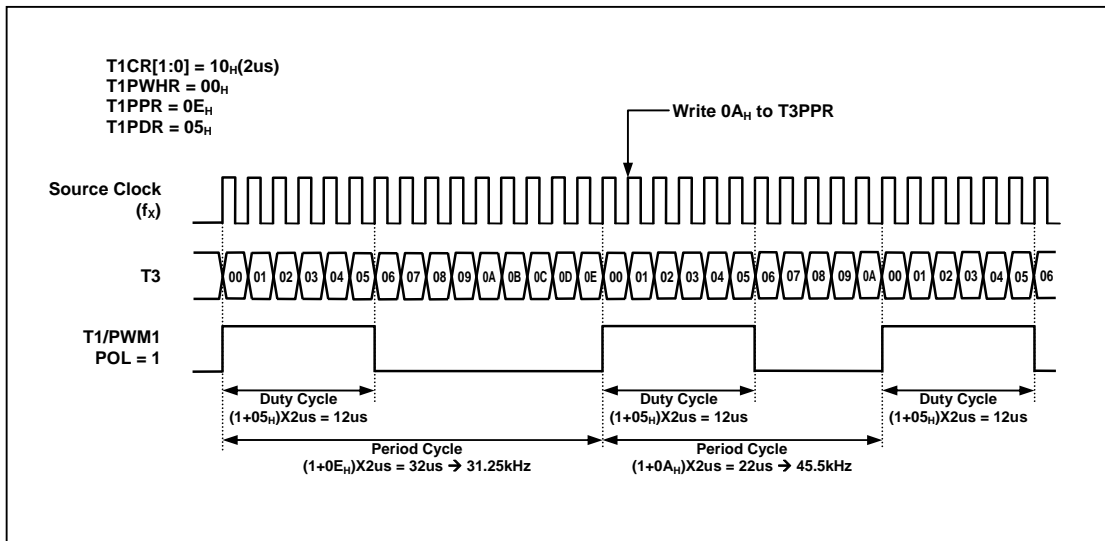 T1CR[1:0] = 10H(2us)
T1PWHR = 00H
T1PPR = 0EH
T1PDR = 05H
Write 0AH to T3PPR
Source Clock
(fX)
T3
00 01 02 03 04 05 06 07 08 09 0A 0B 0C 0D 0E 00 01 02 03 04 05 06 07 08 09 0A 00 01 02 03 04 05 06
T1/PWM1
POL = 1
Duty Cycle
(1+05H)X2us = 12us
Duty Cycle
(1+05H)X2us = 12us
Duty Cycle
(1+05H)X2us = 12us
Period Cycle
(1+0EH)X2us = 32us → 31.25kHz
Period Cycle
(1+0AH)X2us = 22us → 45.5kHz